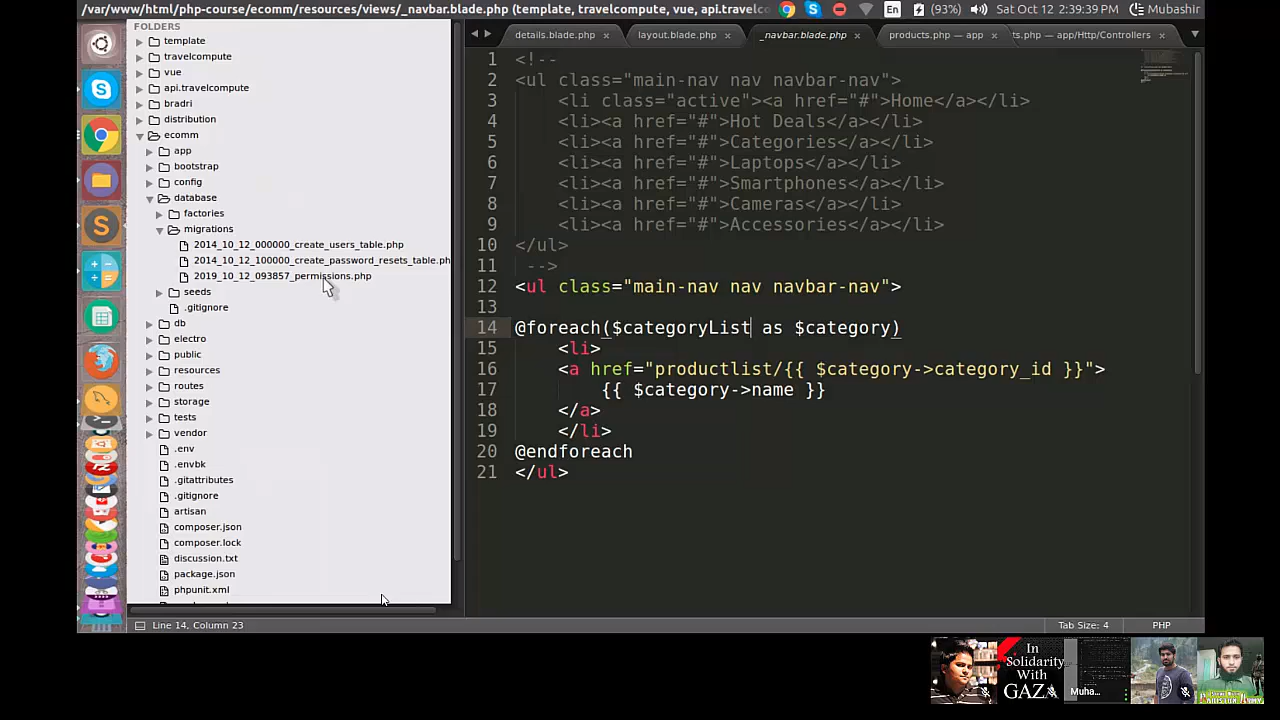 /var/www/html/php-course/ecomm/resources/views/_navbar.blade.php (template, travelcompute, vue, api.travelco
En (93%) Sat Oct 12 2:39:39 PM Mubashir
FOLDERS
template
travelcompute
vue
api.travelcompute
bradri
distribution
ecomm
app
bootstrap
config
database
factories
migrations
2014_10_12_000000_create_users_table.php
2014_10_12_100000_create_password_resets_table.ph
2019_10_12_093857_permissions.php
seeds
.gitignore
db
electro
public
resources
routes
storage
tests
vendor
.env
.envbk
.gitattributes
.gitignore
artisan
composer.json
composer.lock
discussion.txt
package.json
phpunit.xml
details.blade.php × layout.blade.php × _navbar.blade.php × products.php — app × ts.php — app/Http/Controllers ×
1 <!--
2 <ul class="main-nav nav navbar-nav">
3 <li class="active"><a href="#">Home</a></li>
4 <li><a href="#">Hot Deals</a></li>
5 <li><a href="#">Categories</a></li>
6 <li><a href="#">Laptops</a></li>
7 <li><a href="#">Smartphones</a></li>
8 <li><a href="#">Cameras</a></li>
9 <li><a href="#">Accessories</a></li>
10 </ul>
11 -->
12 <ul class="main-nav nav navbar-nav">
13
14 @foreach($categoryList as $category)
15 <li>
16 <a href="productlist/{{ $category->category_id }}">
17 {{ $category->name }}
18 </a>
19 </li>
20 @endforeach
21 </ul>
Line 14, Column 23
Tab Size: 4 PHP
In
Solidarity
With
GAZA
Muha...